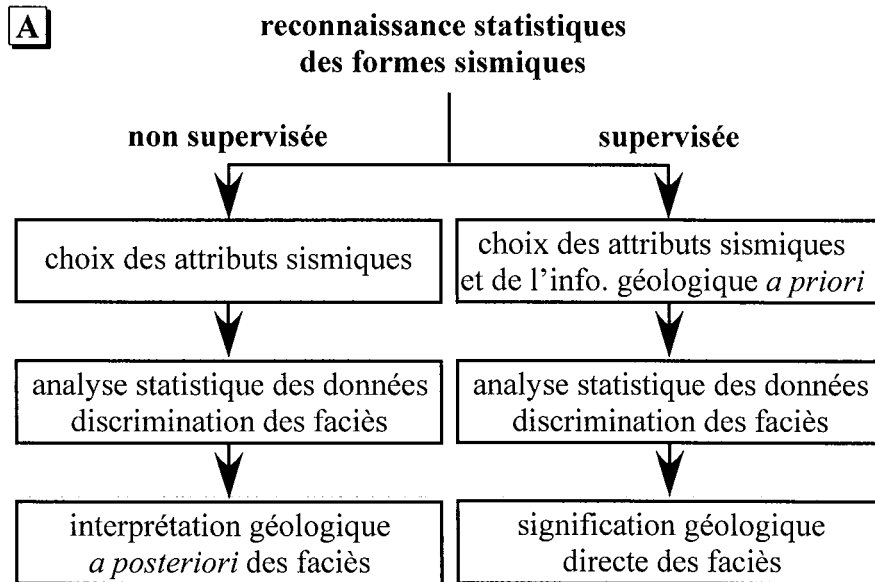 A
reconnaissance statistiques
des formes sismiques
non supervisée
supervisée
choix des attributs sismiques
choix des attributs sismiques
et de l'info. géologique a priori
analyse statistique des données
discrimination des faciès
analyse statistique des données
discrimination des faciès
interprétation géologique
a posteriori des faciès
signification géologique
directe des faciès